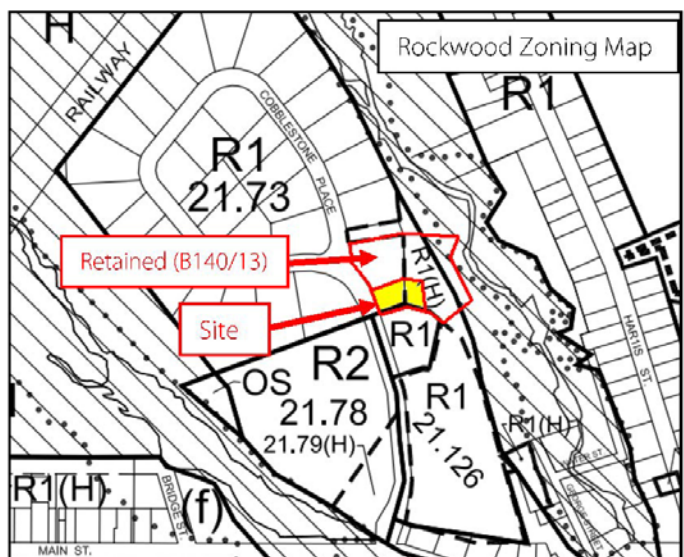 H
Rockwood Zoning Map
RAILWAY
R1
COBBLESTONE
PLACE
R1
21.73
Retained (B140/13)
R1(H)
Site
R1
HARTIS ST.
OS
R2
21.78
21.79(H)
R1
21.126
R1(H)
R1(H)
BRIDGE ST.
(f)
MAIN ST.